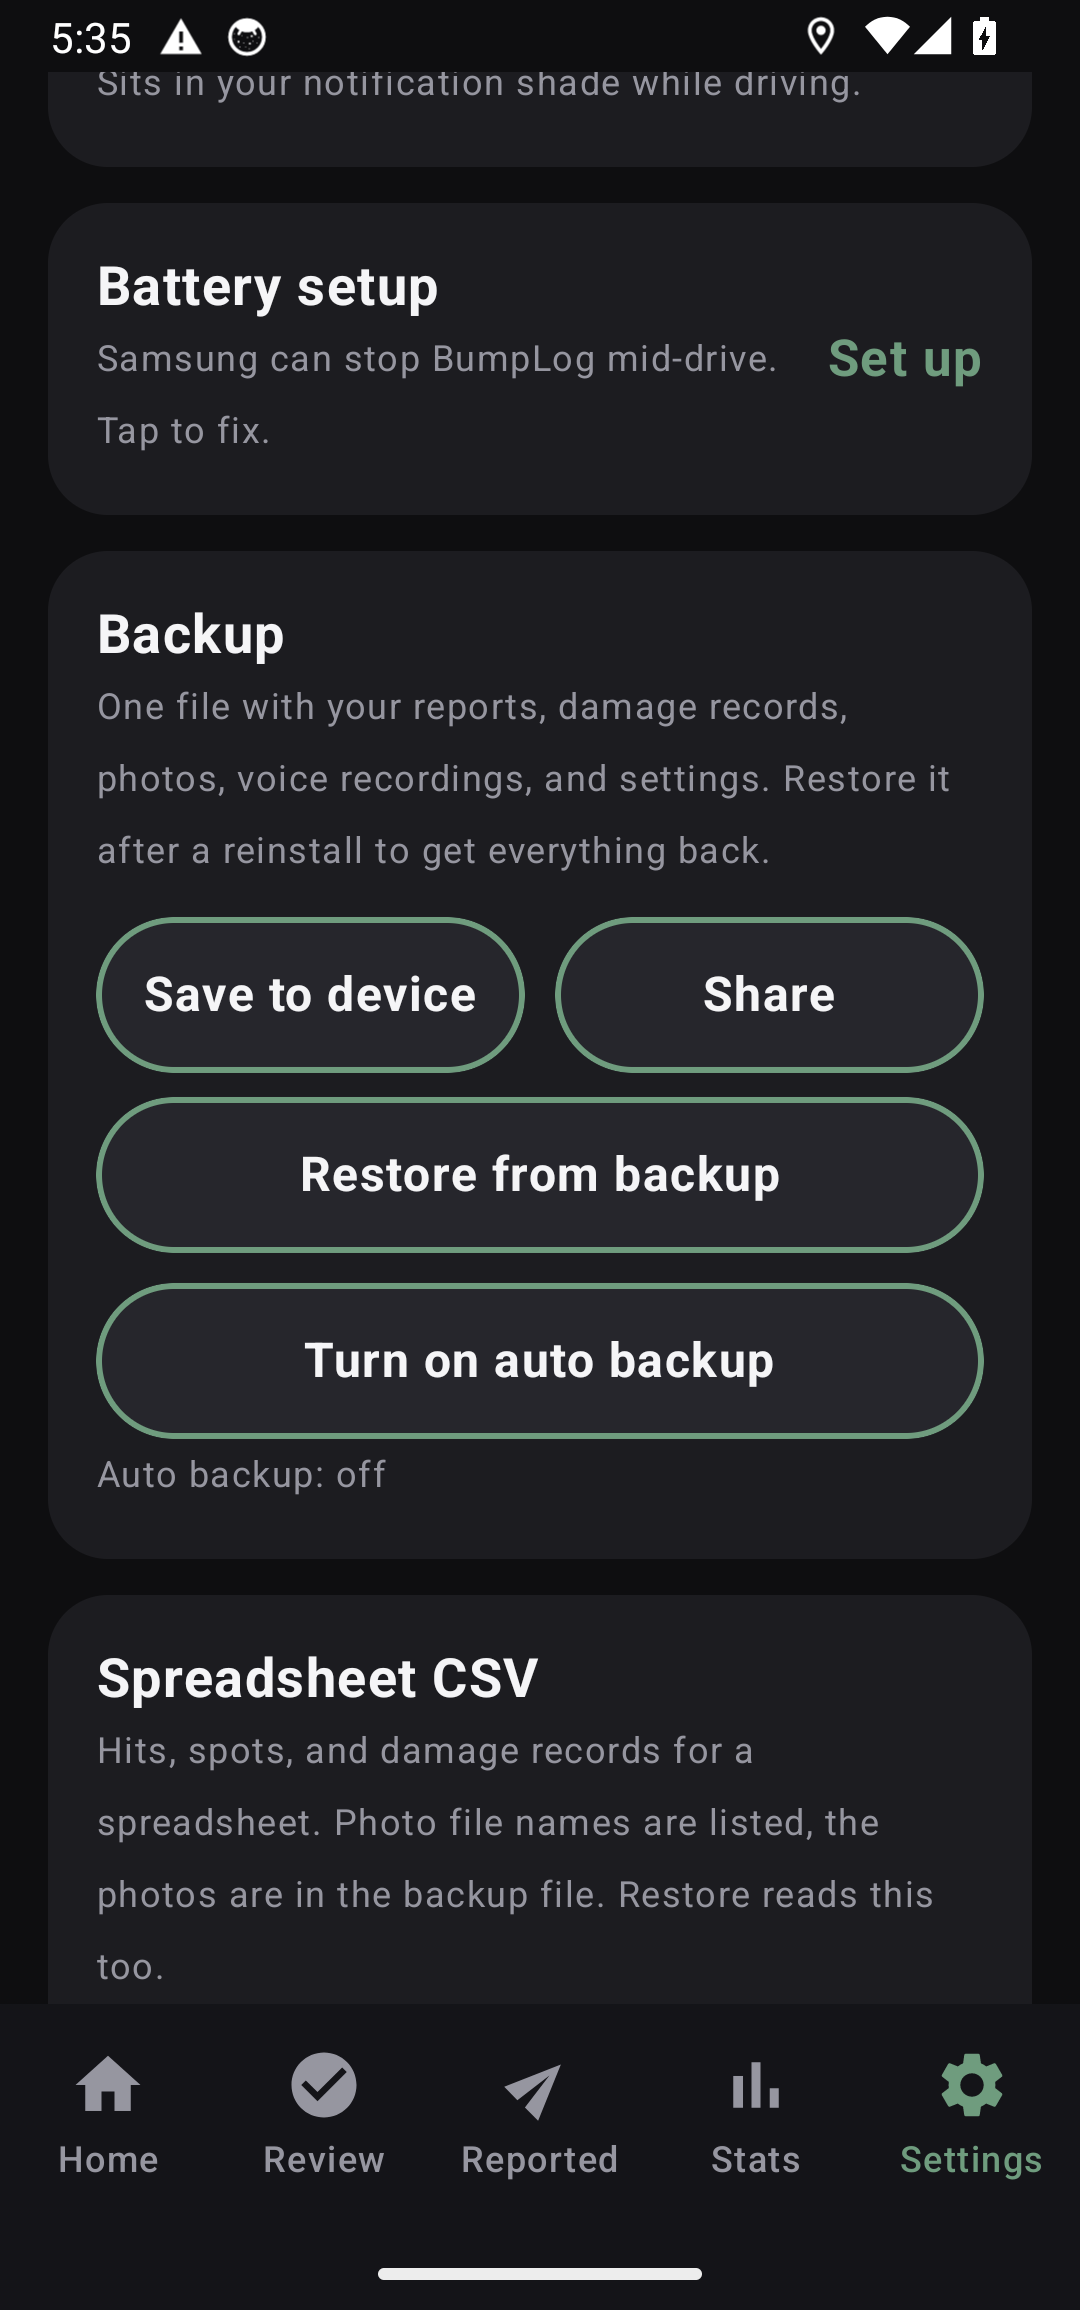 5:35
Sits in your notification shade while driving.
Battery setup
Samsung can stop BumpLog mid-drive.
Tap to fix.
Set up
Backup
One file with your reports, damage records,
photos, voice recordings, and settings. Restore it
after a reinstall to get everything back.
Save to device
Share
Restore from backup
Turn on auto backup
Auto backup: off
Spreadsheet CSV
Hits, spots, and damage records for a
spreadsheet. Photo file names are listed, the
photos are in the backup file. Restore reads this
too.
Home
Review
Reported
Stats
Settings